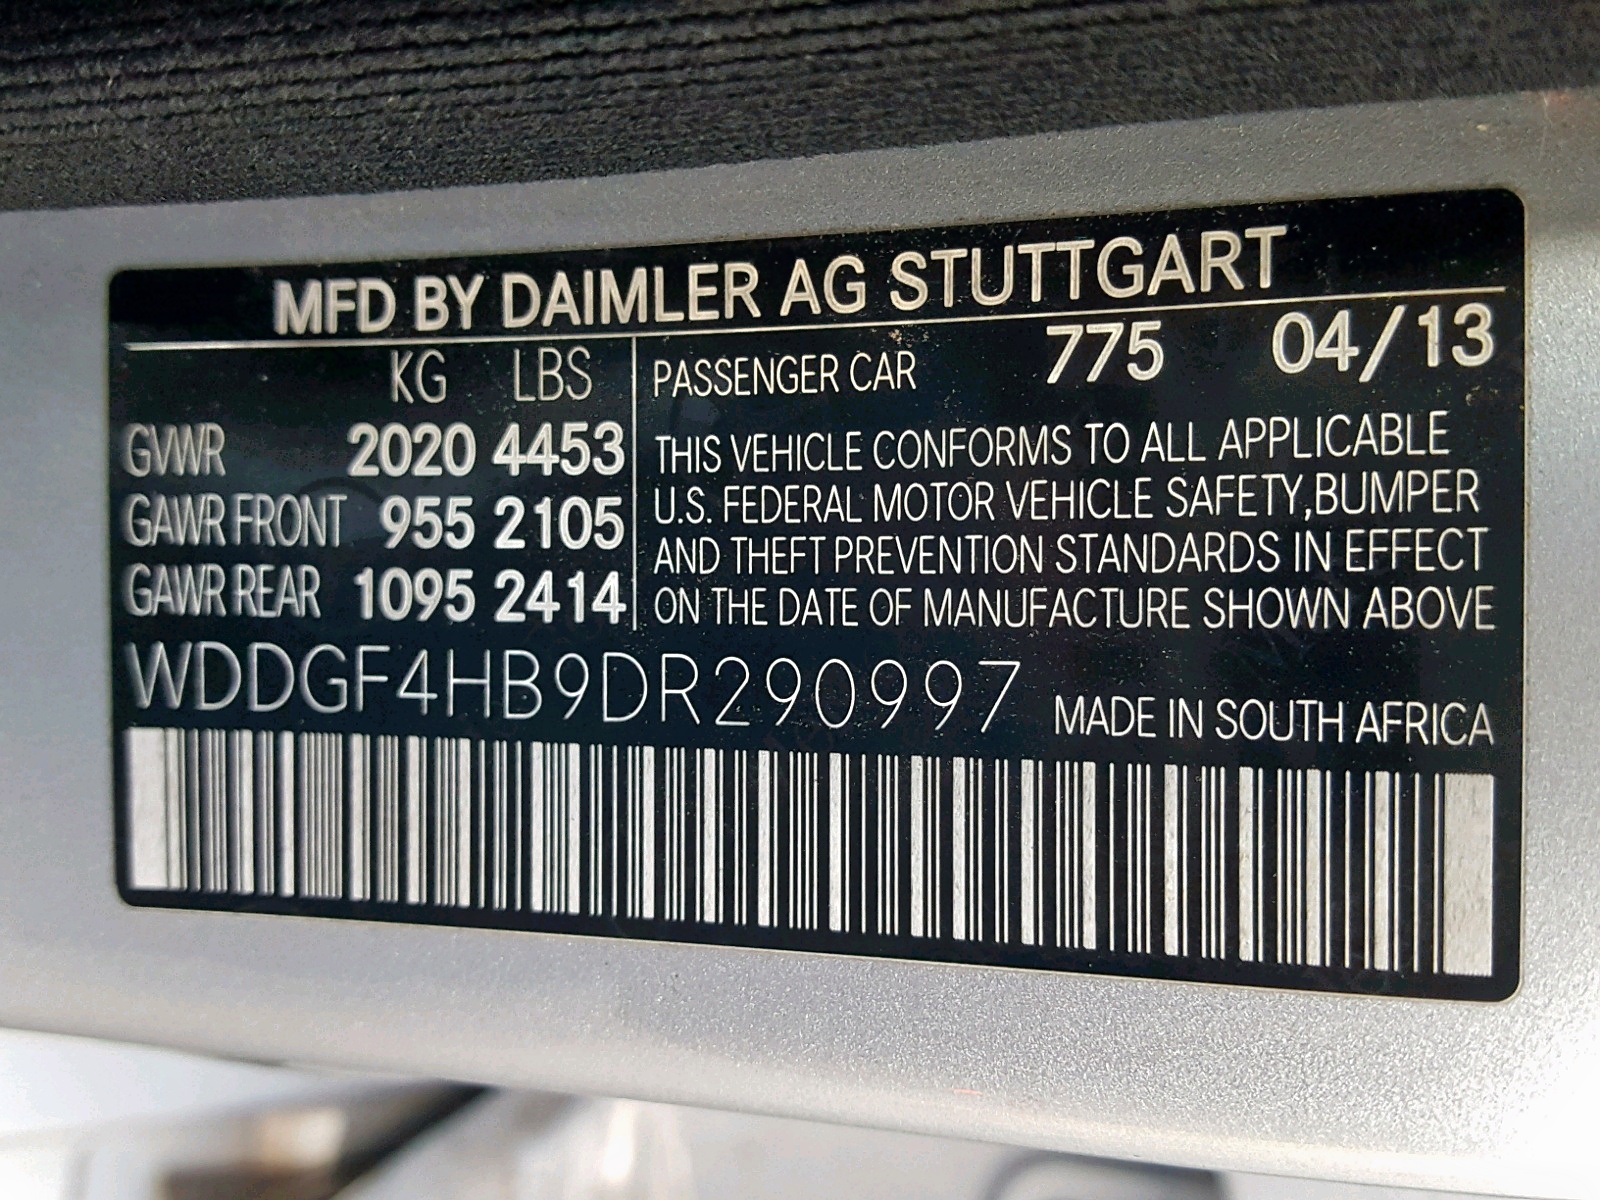 MFD BY DAIMLER AG STUTTGART
KG LBS
GVWR 2020 4453
GAWR FRONT 955 2105
GAWR REAR 1095 2414
PASSENGER CAR 775 04/13
THIS VEHICLE CONFORMS TO ALL APPLICABLE
U.S. FEDERAL MOTOR VEHICLE SAFETY,BUMPER
AND THEFT PREVENTION STANDARDS IN EFFECT
ON THE DATE OF MANUFACTURE SHOWN ABOVE
WDDGF4HB9DR290997 MADE IN SOUTH AFRICA